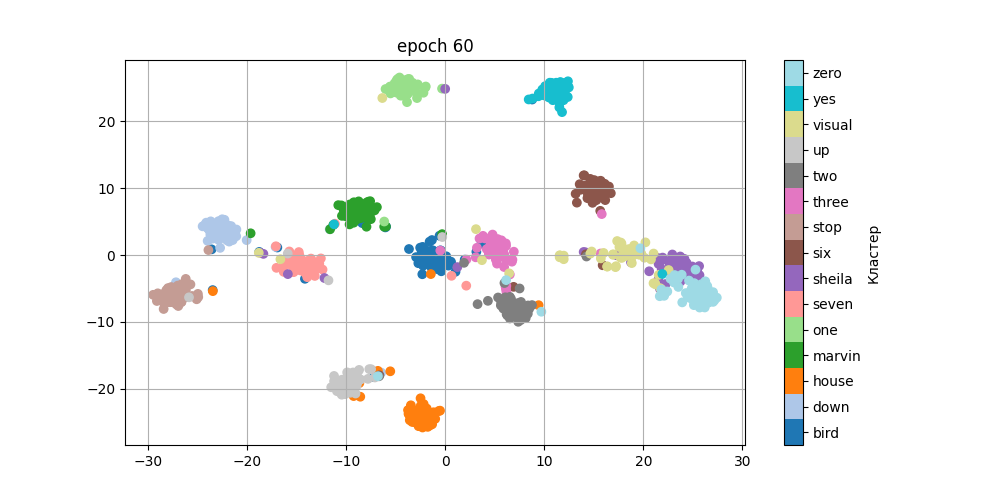 epoch 60
20
10
0
−10
−20
−30
−20
−10
0
10
20
30
zero
yes
visual
up
two
three
stop
six
sheila
seven
one
marvin
house
down
bird
Кластер